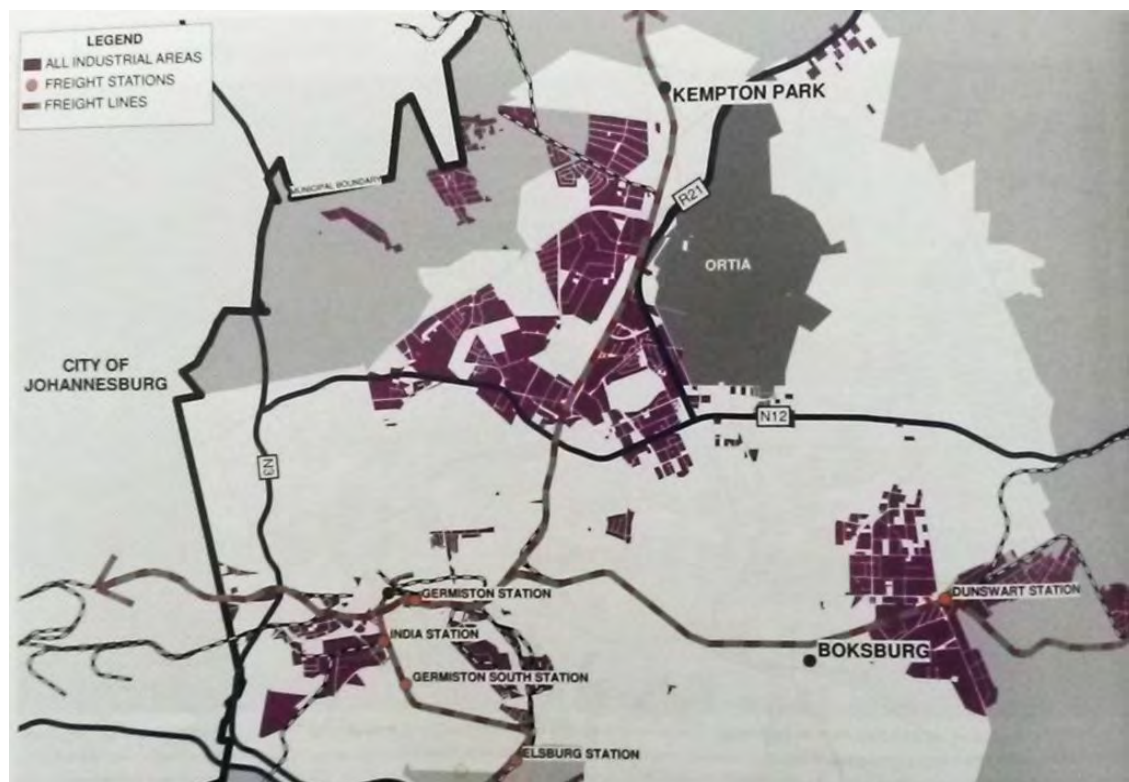 LEGEND
ALL INDUSTRIAL AREAS
FREIGHT STATIONS
FREIGHT LINES
KEMPTON PARK
MUNICIPAL BOUNDARY
R21
ORTIA
CITY OF
JOHANNESBURG
N12
N3
GERMISTON STATION
DUNSWART STATION
INDIA STATION
BOKSBURG
GERMISTON SOUTH STATION
ELSBURG STATION